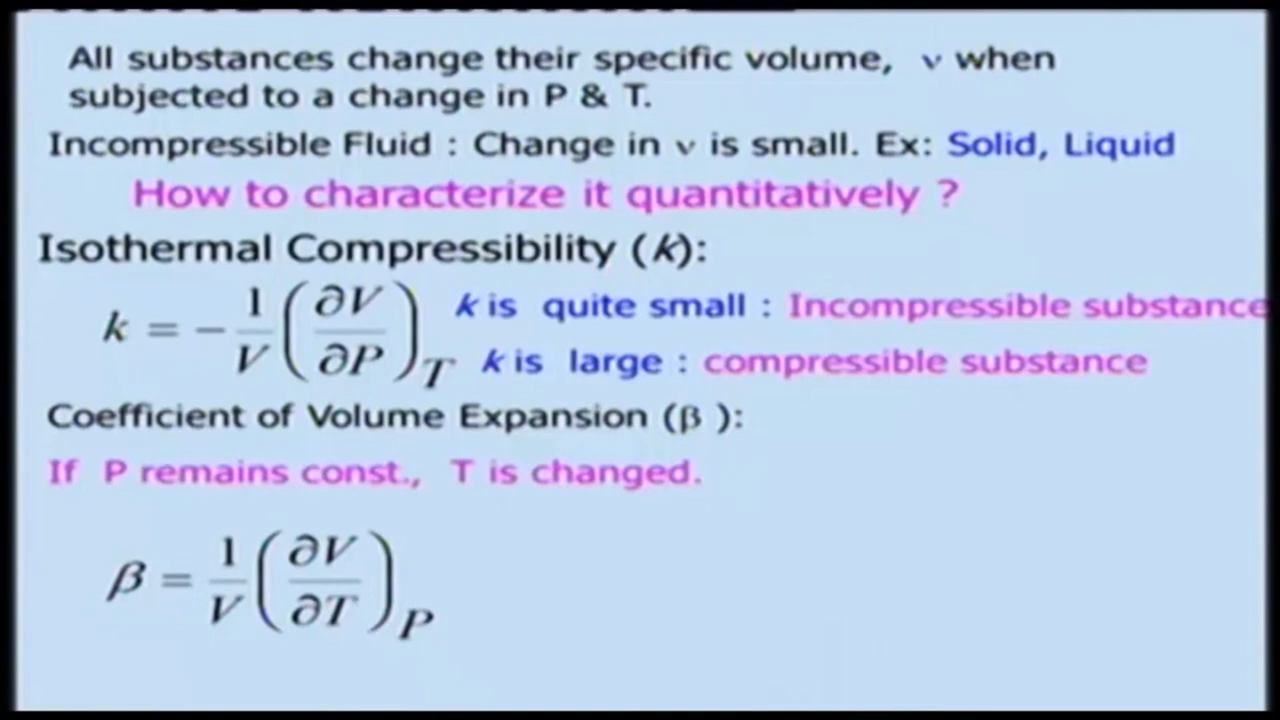 All substances change their specific volume, v when
subjected to a change in P & T.
Incompressible Fluid : Change in v is small. Ex: Solid, Liquid
How to characterize it quantitatively ?
Isothermal Compressibility (k):
k = − 1/V (∂V/∂P)_T k is quite small : Incompressible substance
k is large : compressible substance
Coefficient of Volume Expansion (β ):
If P remains const., T is changed.
β = 1/V (∂V/∂T)_P